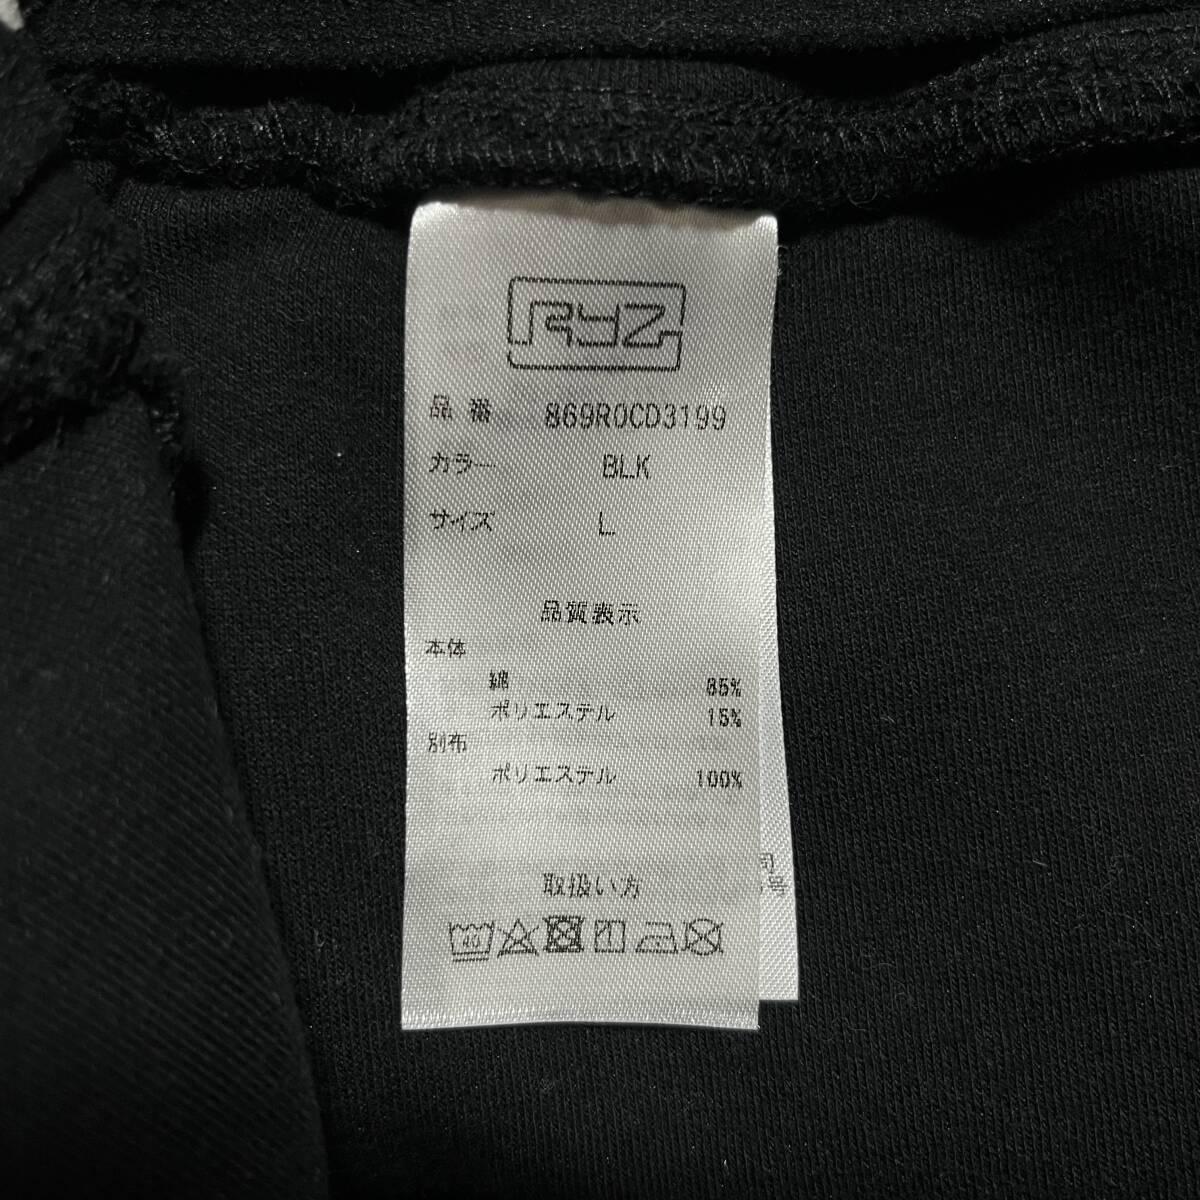 RYZ
品番 869R0CD3199
カラー BLK
サイズ L
品質表示
本体
綿 85%
ポリエステル 15%
別布
ポリエステル 100%
取扱い方
40